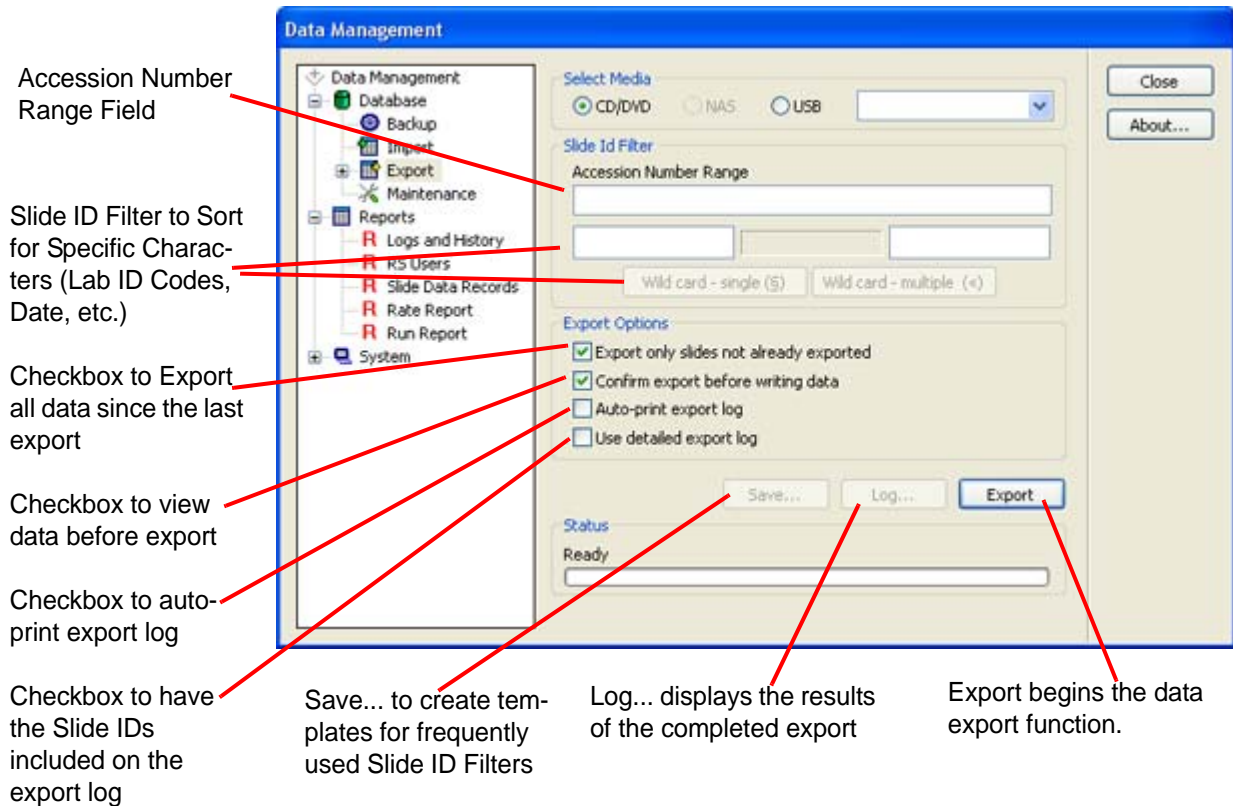 Data Management
Accession Number
Range Field
Slide ID Filter to Sort
for Specific Charac-
ters (Lab ID Codes,
Date, etc.)
Checkbox to Export
all data since the last
export
Checkbox to view
data before export
Checkbox to auto-
print export log
Checkbox to have
the Slide IDs
included on the
export log
Data Management
Database
Backup
Import
Export
Maintenance
Reports
Logs and History
RS Users
Slide Data Records
Rate Report
Run Report
System
Select Media
CD/DVD NAS USB
Slide Id Filter
Accession Number Range
Wild card - single (§) Wild card - multiple (<)
Export Options
Export only slides not already exported
Confirm export before writing data
Auto-print export log
Use detailed export log
Save... Log... Export
Status
Ready
Close
About...
Save... to create tem-
plates for frequently
used Slide ID Filters
Log... displays the results
of the completed export
Export begins the data
export function.